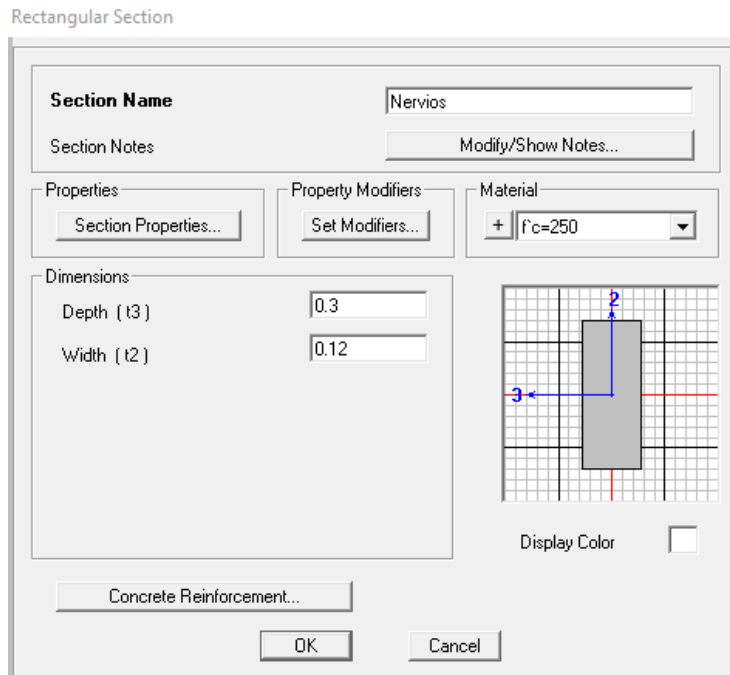 Rectangular Section
Section Name
Nervios
Section Notes
Modify/Show Notes...
Properties
Property Modifiers
Material
Section Properties...
Set Modifiers...
+
f`c=250
Dimensions
Depth ( t3 )
0.3
Width ( t2 )
0.12
2
3
Display Color
Concrete Reinforcement...
OK
Cancel